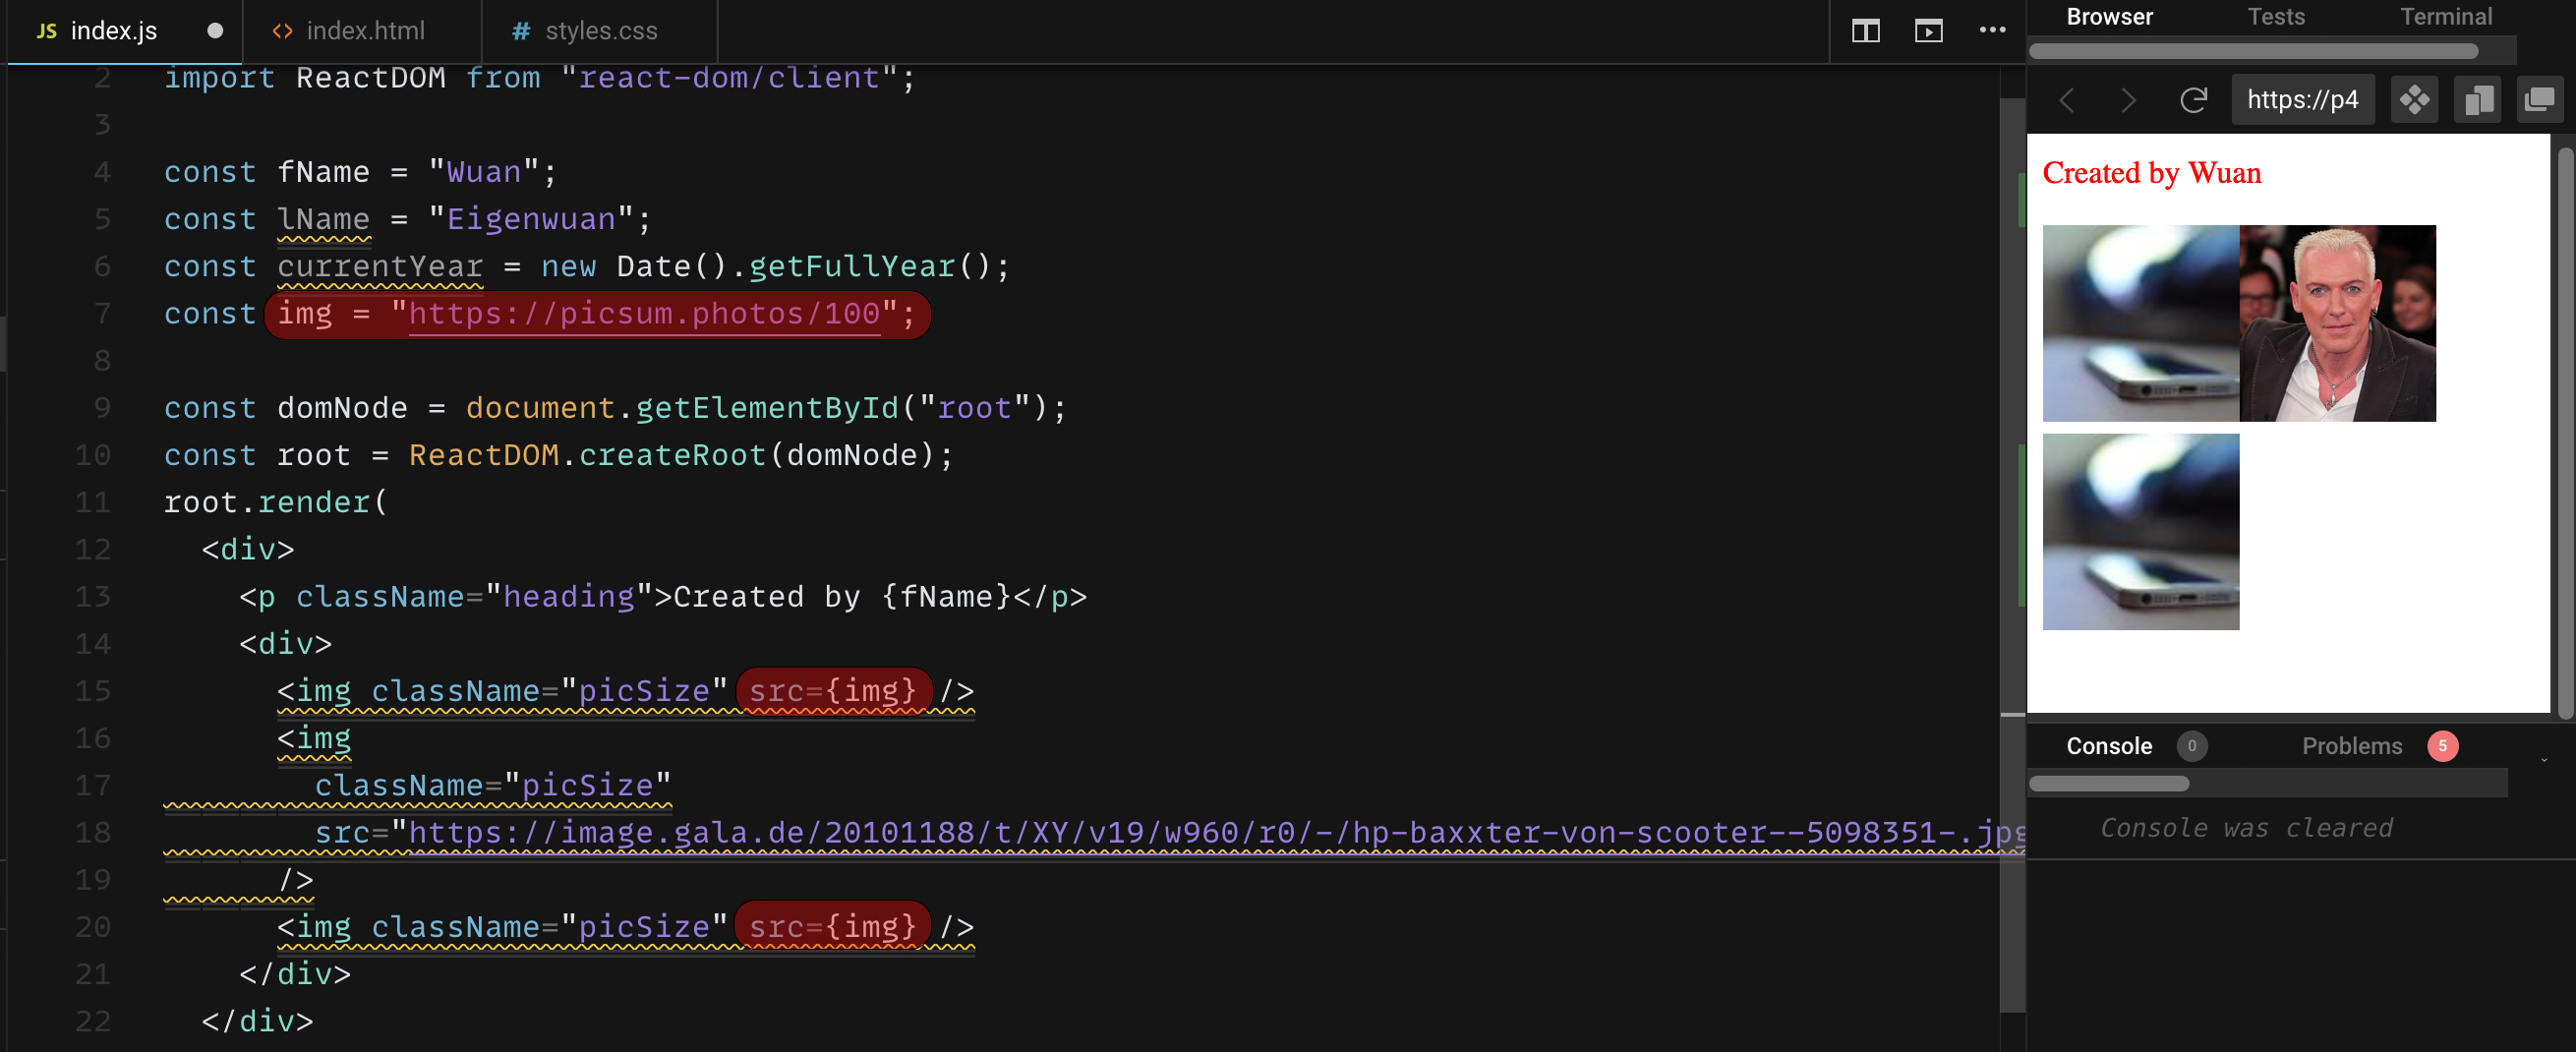 JS index.js
<> index.html
# styles.css
Browser
Tests
Terminal
2 import ReactDOM from "react-dom/client";
3
4 const fName = "Wuan";
5 const lName = "Eigenwuan";
6 const currentYear = new Date().getFullYear();
7 const img = "https://picsum.photos/100";
8
9 const domNode = document.getElementById("root");
10 const root = ReactDOM.createRoot(domNode);
11 root.render(
12 <div>
13 <p className="heading">Created by {fName}</p>
14 <div>
15 <img className="picSize" src={img} />
16 <img
17 className="picSize"
18 src="https://image.gala.de/20101188/t/XY/v19/w960/r0/-/hp-baxxter-von-scooter--5098351-.jpg
19 />
20 <img className="picSize" src={img} />
21 </div>
22 </div>
https://p4
Created by Wuan
Console 0
Problems 5
Console was cleared